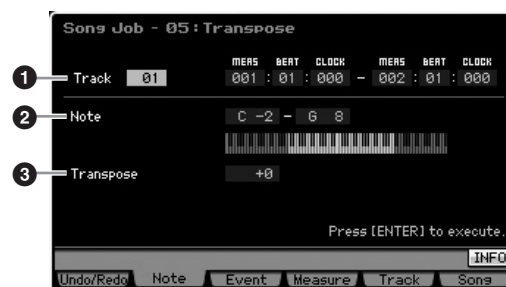 Song Job - 05:Transpose
MEAS BEAT CLOCK MEAS BEAT CLOCK
1 Track 01 001 : 01 : 000 - 002 : 01 : 000
2 Note C -2 - G 8
3 Transpose +0
Press [ENTER] to execute.
INFO
Undo/Redo Note Event Measure Track Song